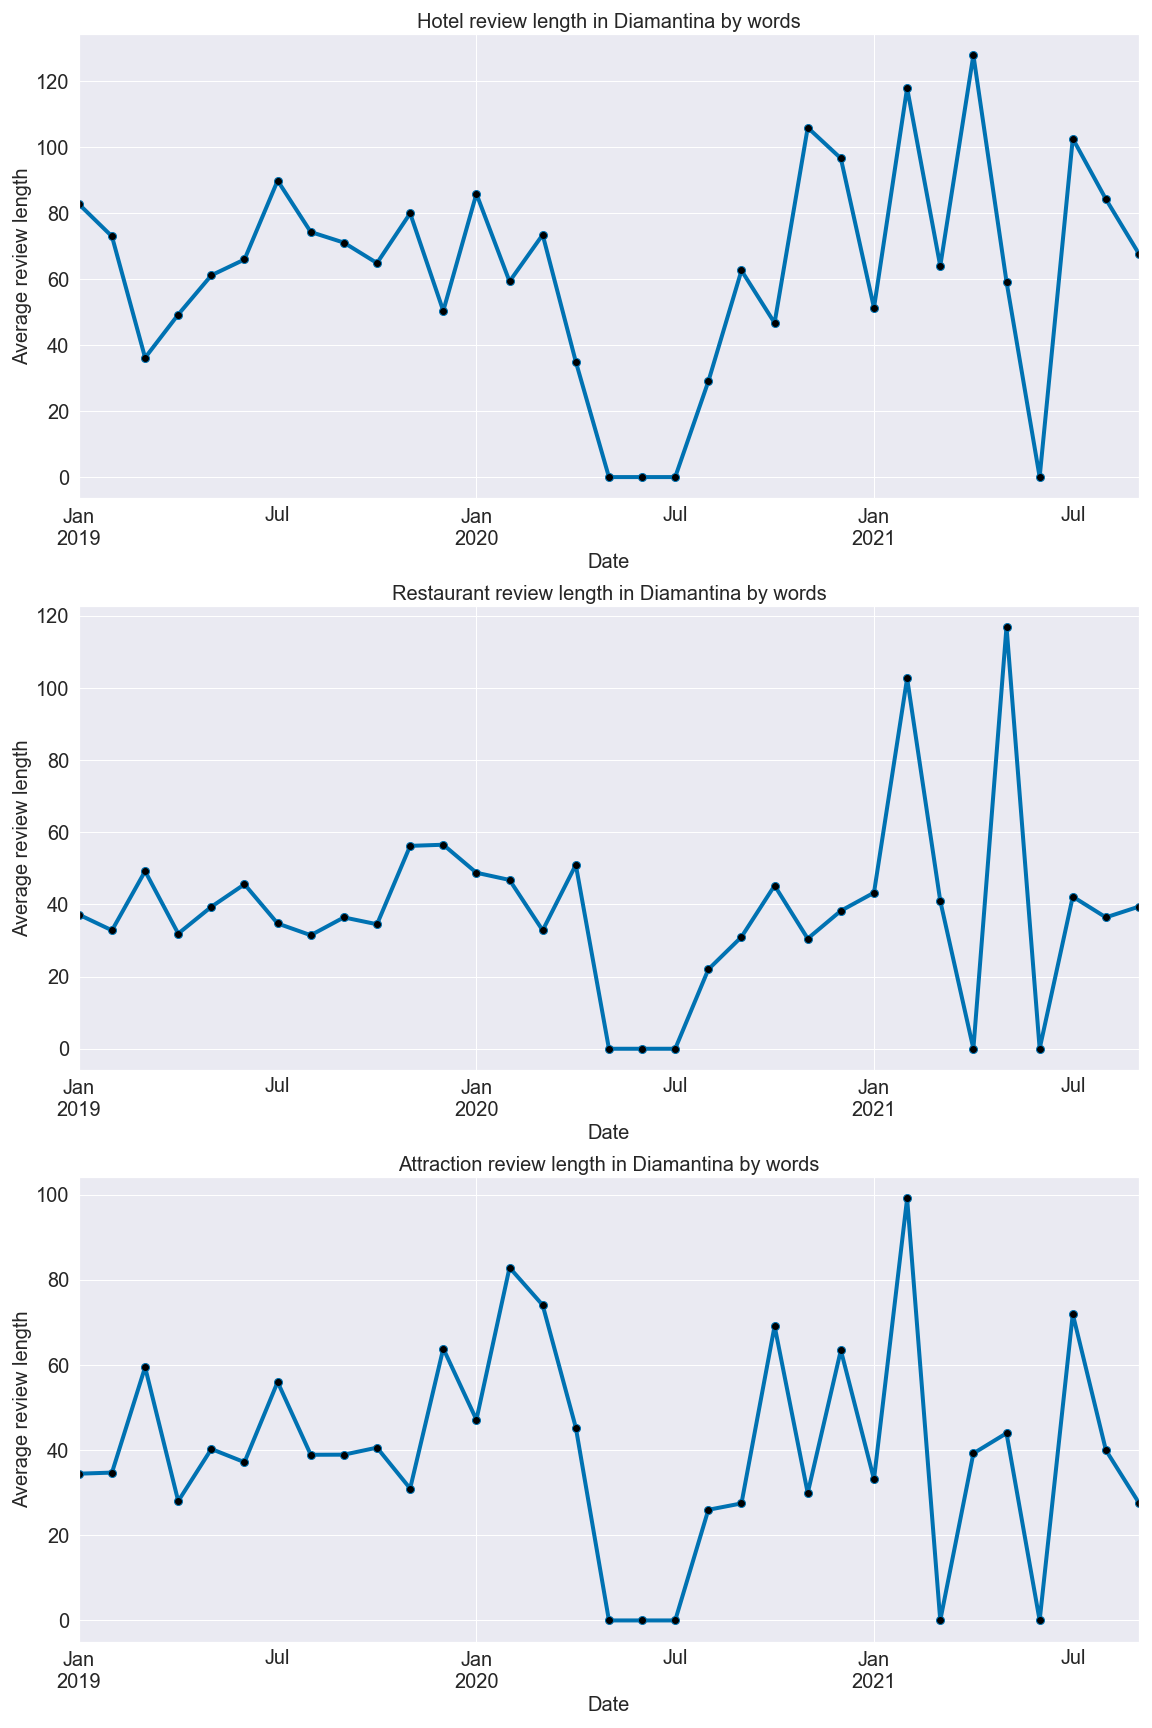 Hotel review length in Diamantina by words
Average review length
120
100
80
60
40
20
0
Jan Jul Jan Jul Jan Jul
2019 2020 2021
Date
Restaurant review length in Diamantina by words
Average review length
120
100
80
60
40
20
0
Jan Jul Jan Jul Jan Jul
2019 2020 2021
Date
Attraction review length in Diamantina by words
Average review length
100
80
60
40
20
0
Jan Jul Jan Jul Jan Jul
2019 2020 2021
Date